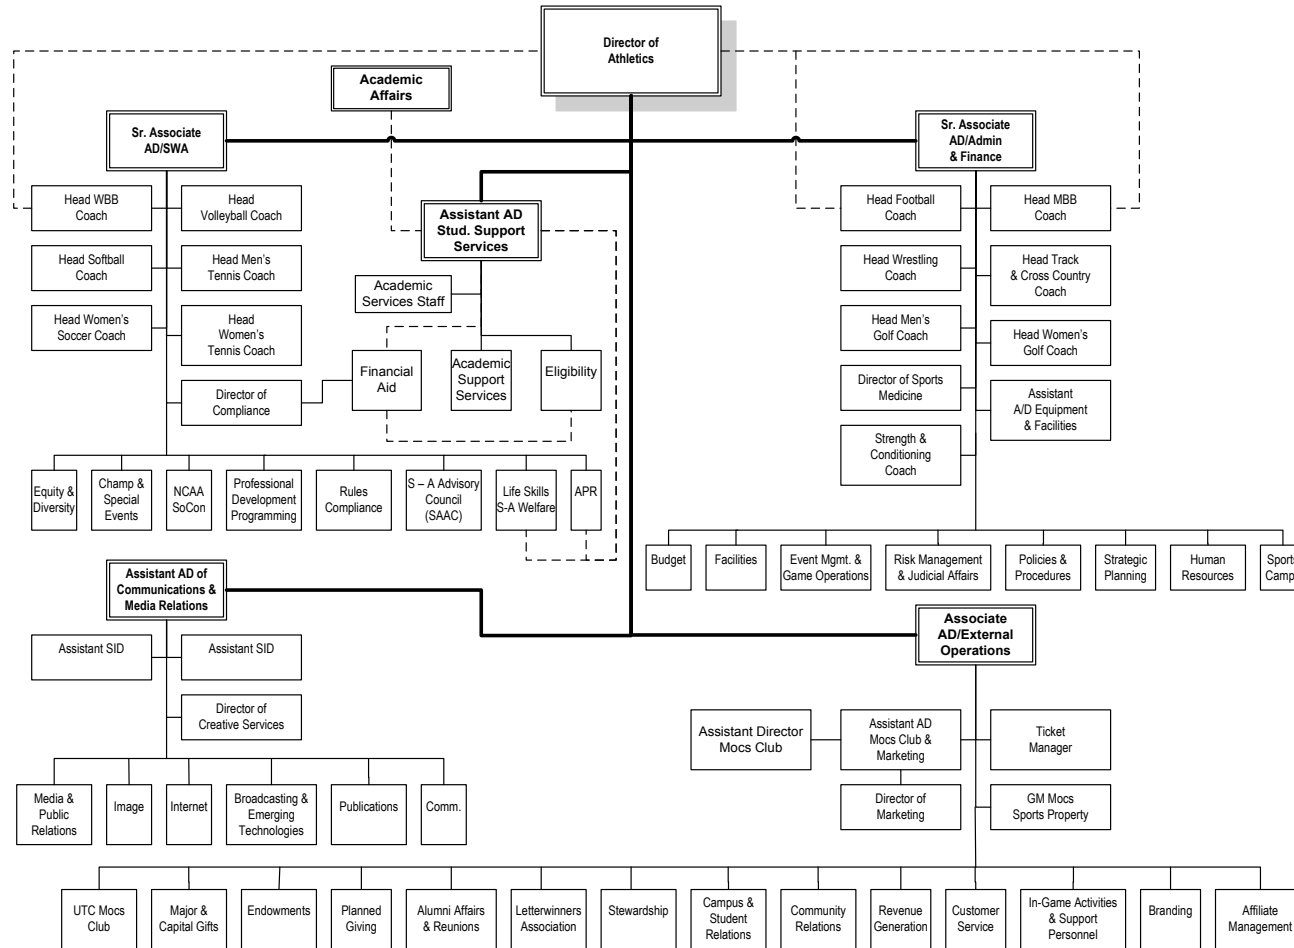 Director of
Athletics
Academic
Affairs
Sr. Associate
AD/SWA
Sr. Associate
AD/Admin
& Finance
Head WBB
Coach
Head
Volleyball Coach
Head Softball
Coach
Head Men's
Tennis Coach
Head Women's
Soccer Coach
Head
Women's
Tennis Coach
Director of
Compliance
Assistant AD
Stud. Support
Services
Academic
Services Staff
Financial
Aid
Academic
Support
Services
Eligibility
Head Football
Coach
Head MBB
Coach
Head Wrestling
Coach
Head Track
& Cross Country
Coach
Head Men's
Golf Coach
Head Women's
Golf Coach
Director of Sports
Medicine
Assistant
A/D Equipment
& Facilities
Strength &
Conditioning
Coach
Equity &
Diversity
Champ &
Special
Events
NCAA
SoCon
Professional
Development
Programming
Rules
Compliance
S – A Advisory
Council
(SAAC)
Life Skills
S-A Welfare
APR
Budget
Facilities
Event Mgmt. &
Game Operations
Risk Management
& Judicial Affairs
Policies &
Procedures
Strategic
Planning
Human
Resources
Sports
Camp
Assistant AD of
Communications &
Media Relations
Assistant SID
Assistant SID
Director of
Creative Services
Media &
Public
Relations
Image
Internet
Broadcasting &
Emerging
Technologies
Publications
Comm.
Associate
AD/External
Operations
Assistant Director
Mocs Club
Assistant AD
Mocs Club &
Marketing
Ticket
Manager
Director of
Marketing
GM Mocs
Sports Property
UTC Mocs
Club
Major &
Capital Gifts
Endowments
Planned
Giving
Alumni Affairs
& Reunions
Letterwinners
Association
Stewardship
Campus &
Student
Relations
Community
Relations
Revenue
Generation
Customer
Service
In-Game Activities
& Support
Personnel
Branding
Affiliate
Management